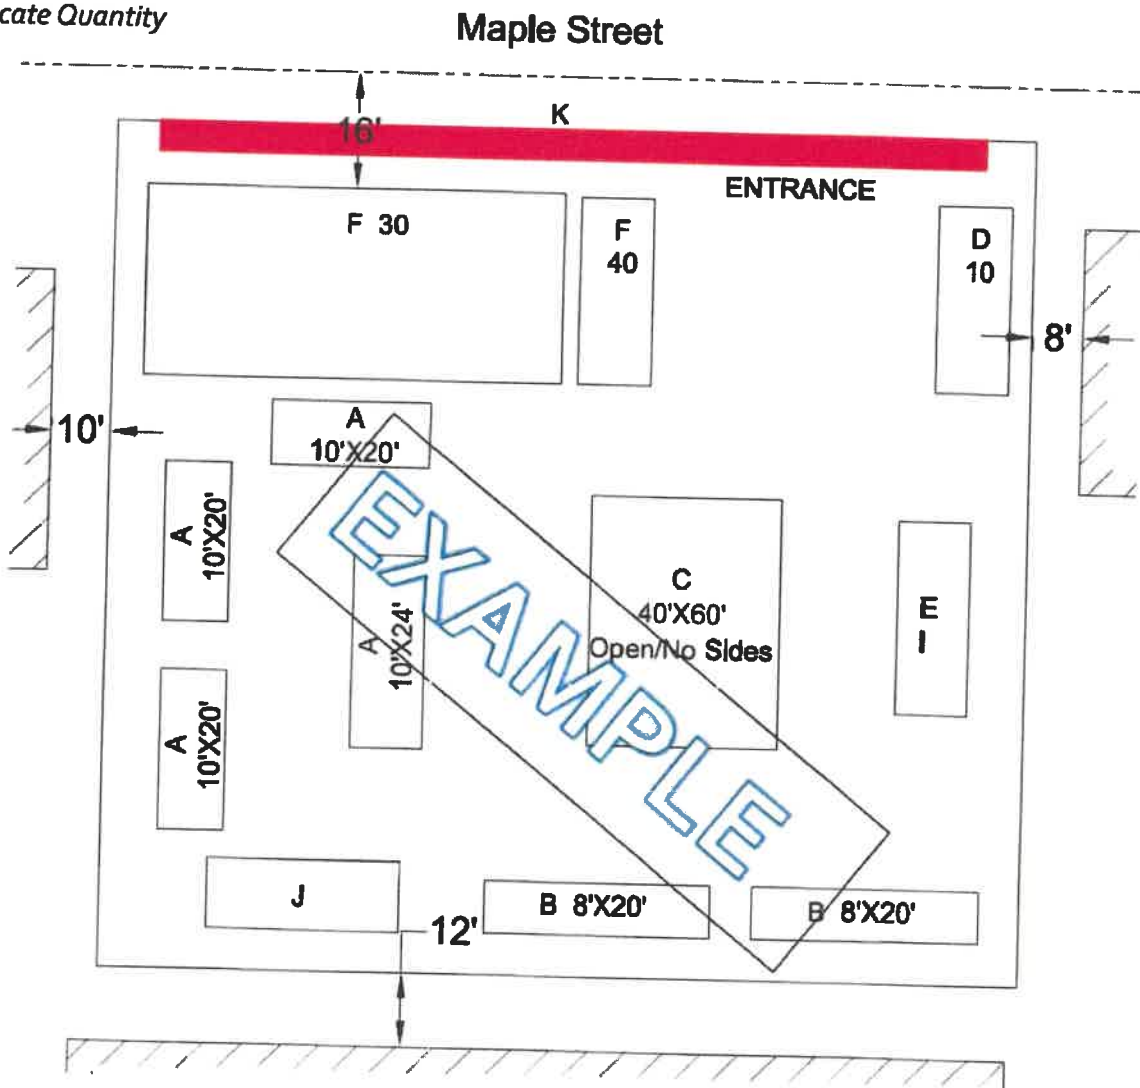 cate Quantity
Maple Street
K
16'
ENTRANCE
F 30
F
40
D
10
8'
10'
A
10'X20'
A
10'X20'
EXAMPLE
C
40'X60'
Open/No Sides
E
I
A
10'X24'
A
10'X20'
J
12'
B 8'X20'
B 8'X20'